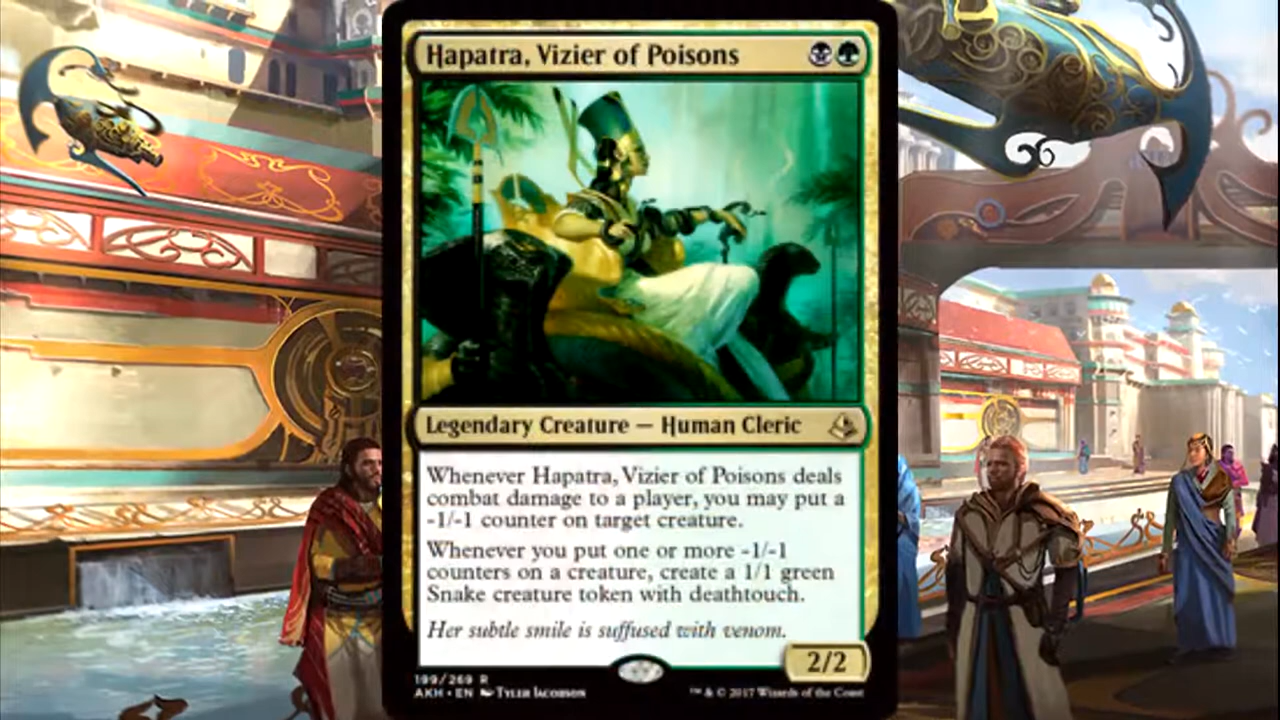 Hapatra, Vizier of Poisons
Legendary Creature — Human Cleric
Whenever Hapatra, Vizier of Poisons deals
combat damage to a player, you may put a
-1/-1 counter on target creature.
Whenever you put one or more -1/-1
counters on a creature, create a 1/1 green
Snake creature token with deathtouch.
Her subtle smile is suffused with venom.
2/2
199/269 R
AKH • EN Tyler Jacobson
™ & © 2017 Wizards of the Coast